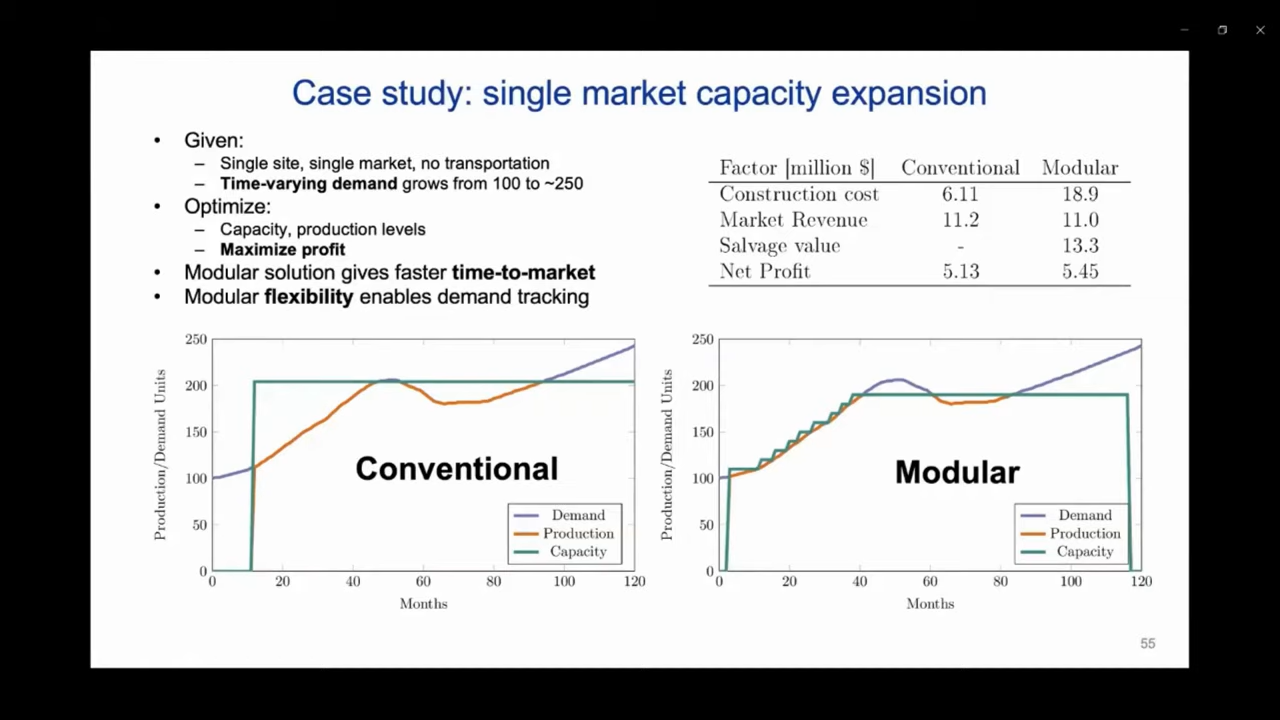 Case study: single market capacity expansion
• Given:
– Single site, single market, no transportation
– Time-varying demand grows from 100 to ~250
• Optimize:
– Capacity, production levels
– Maximize profit
• Modular solution gives faster time-to-market
• Modular flexibility enables demand tracking
Factor [million $] Conventional Modular
Construction cost 6.11 18.9
Market Revenue 11.2 11.0
Salvage value - 13.3
Net Profit 5.13 5.45
Production/Demand Units
250
200
150
100
50
0
Conventional
Demand
Production
Capacity
0 20 40 60 80 100 120
Months
Production/Demand Units
250
200
150
100
50
0
Modular
Demand
Production
Capacity
0 20 40 60 80 100 120
Months
55